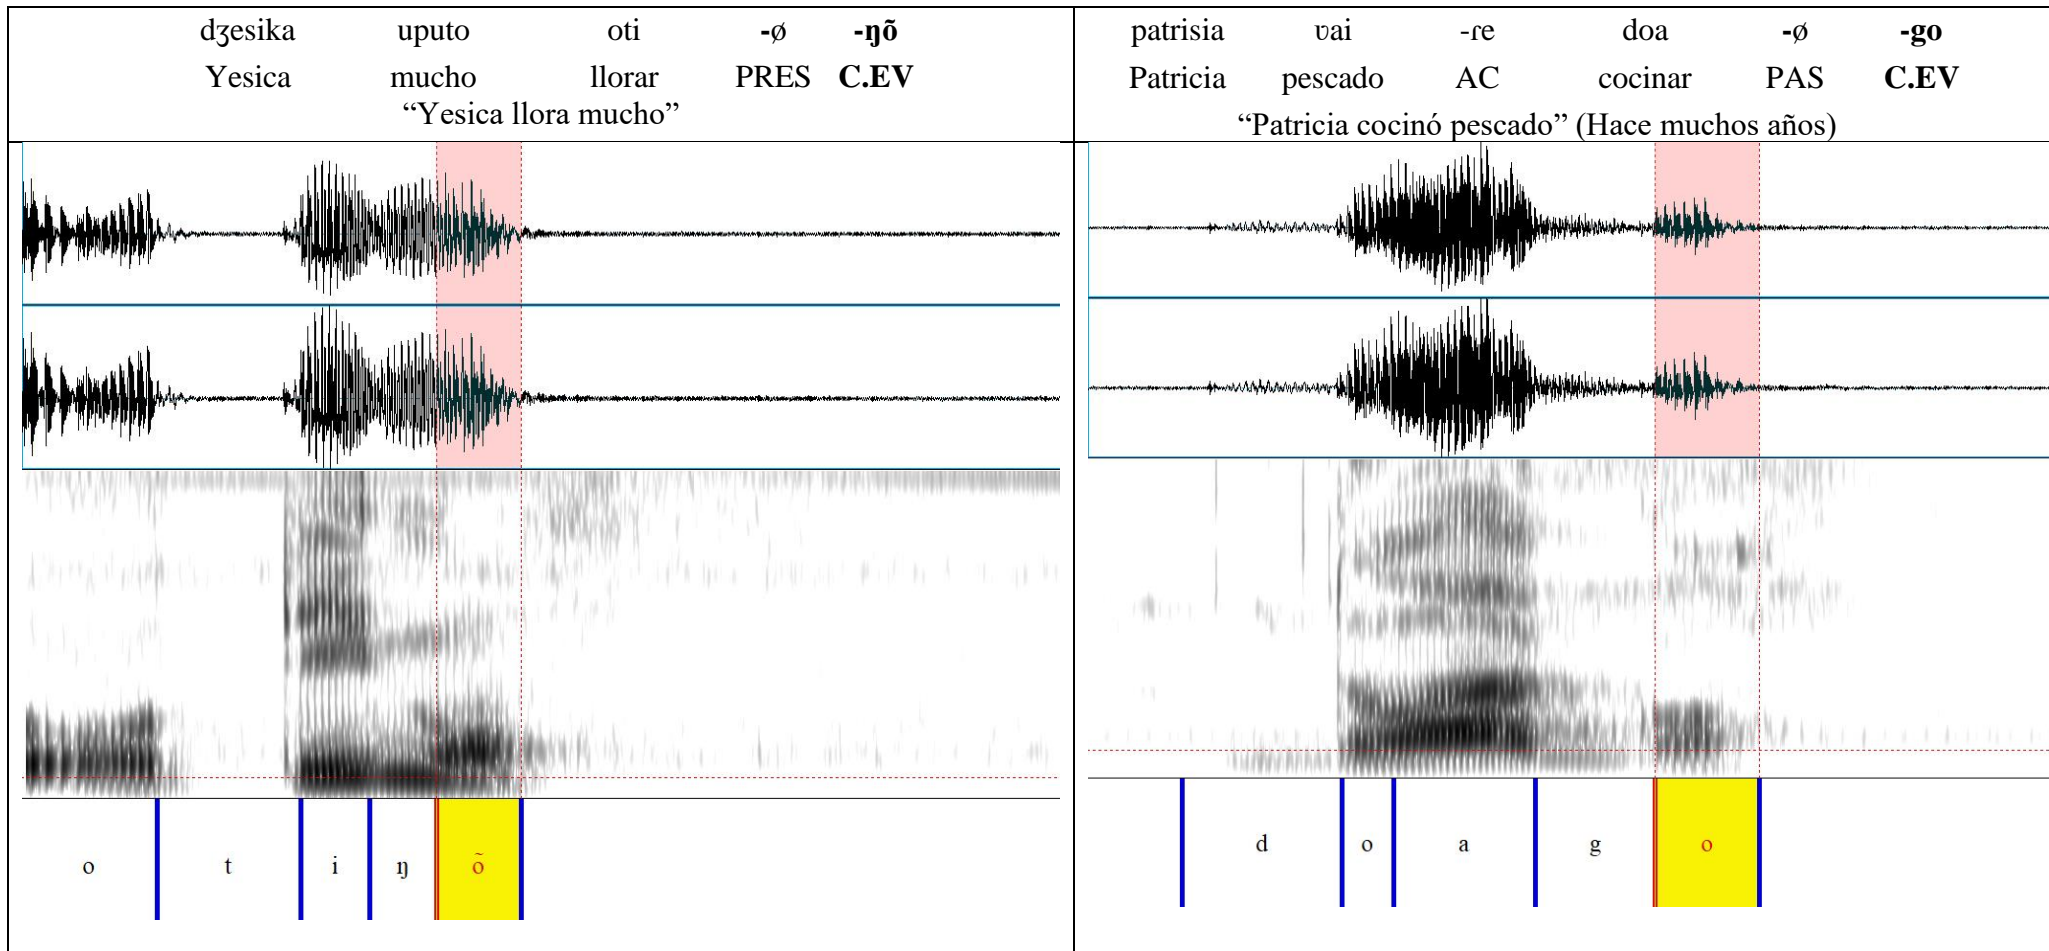 dʒesika uputo oti -ø -ŋõ
Yesica mucho llorar PRES C.EV
“Yesica llora mucho”
patrisia ʋai -ɾe doa -ø -go
Patricia pescado AC cocinar PAS C.EV
“Patricia cocinó pescado” (Hace muchos años)
o t i ŋ õ
d o a g o